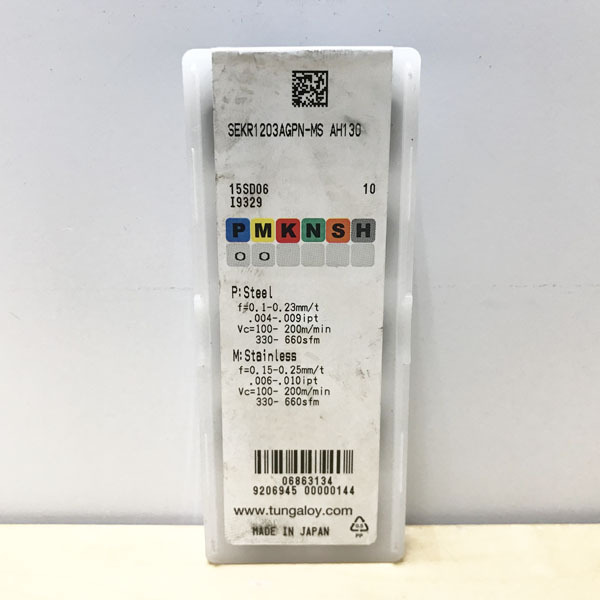 SEKR1203AGPN-MS AH130
15SD06 10
I9329
P M K N S H
O O
P:Steel
f=0.1-0.23mm/t
.004-.009ipt
Vc=100- 200m/min
330- 660sfm
M:Stainless
f=0.15-0.25mm/t
.006-.010ipt
Vc=100- 200m/min
330- 660sfm
06863134
9206945 00000144
www.tungaloy.com
MADE IN JAPAN
PP